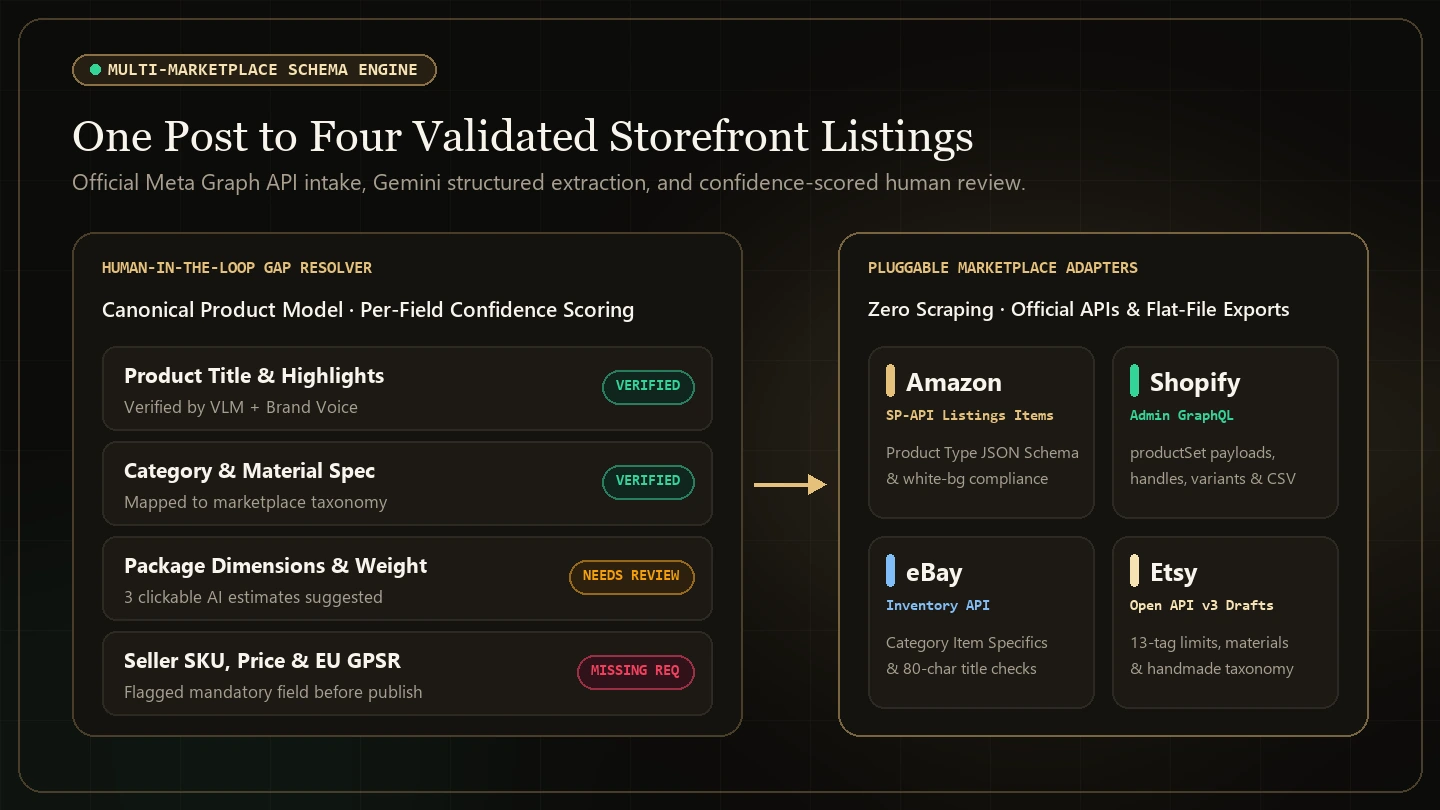 MULTI-MARKETPLACE SCHEMA ENGINE
One Post to Four Validated Storefront Listings
Official Meta Graph API intake, Gemini structured extraction, and confidence-scored human review.
HUMAN-IN-THE-LOOP GAP RESOLVER
Canonical Product Model · Per-Field Confidence Scoring
Product Title & Highlights
Verified by VLM + Brand Voice
VERIFIED
Category & Material Spec
Mapped to marketplace taxonomy
VERIFIED
Package Dimensions & Weight
3 clickable AI estimates suggested
NEEDS REVIEW
Seller SKU, Price & EU GPSR
Flagged mandatory field before publish
MISSING REQ
PLUGGABLE MARKETPLACE ADAPTERS
Zero Scraping · Official APIs & Flat-File Exports
Amazon
SP-API Listings Items
Product Type JSON Schema
& white-bg compliance
Shopify
Admin GraphQL
productSet payloads,
handles, variants & CSV
eBay
Inventory API
Category Item Specifics
& 80-char title checks
Etsy
Open API v3 Drafts
13-tag limits, materials
& handmade taxonomy